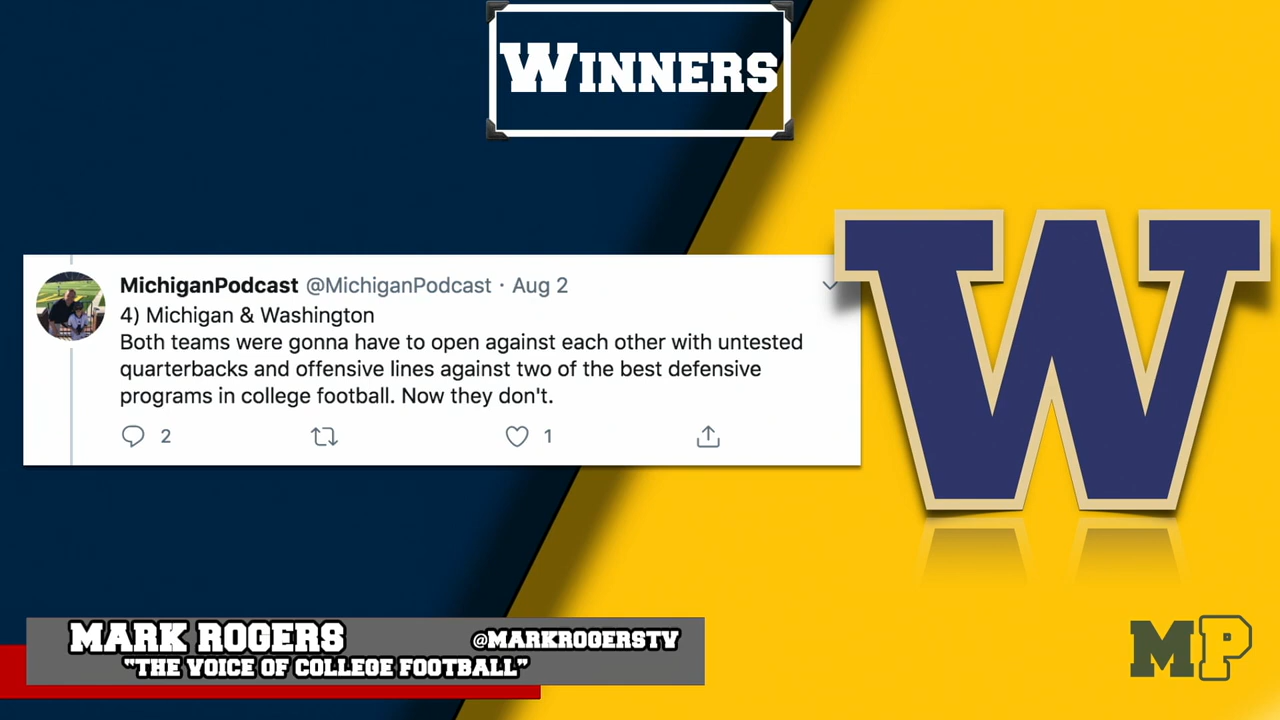 WINNERS
MichiganPodcast @MichiganPodcast · Aug 2
4) Michigan & Washington
Both teams were gonna have to open against each other with untested
quarterbacks and offensive lines against two of the best defensive
programs in college football. Now they don't.
2 1
W
MARK ROGERS @MARKROGERSTV
"THE VOICE OF COLLEGE FOOTBALL"
MP